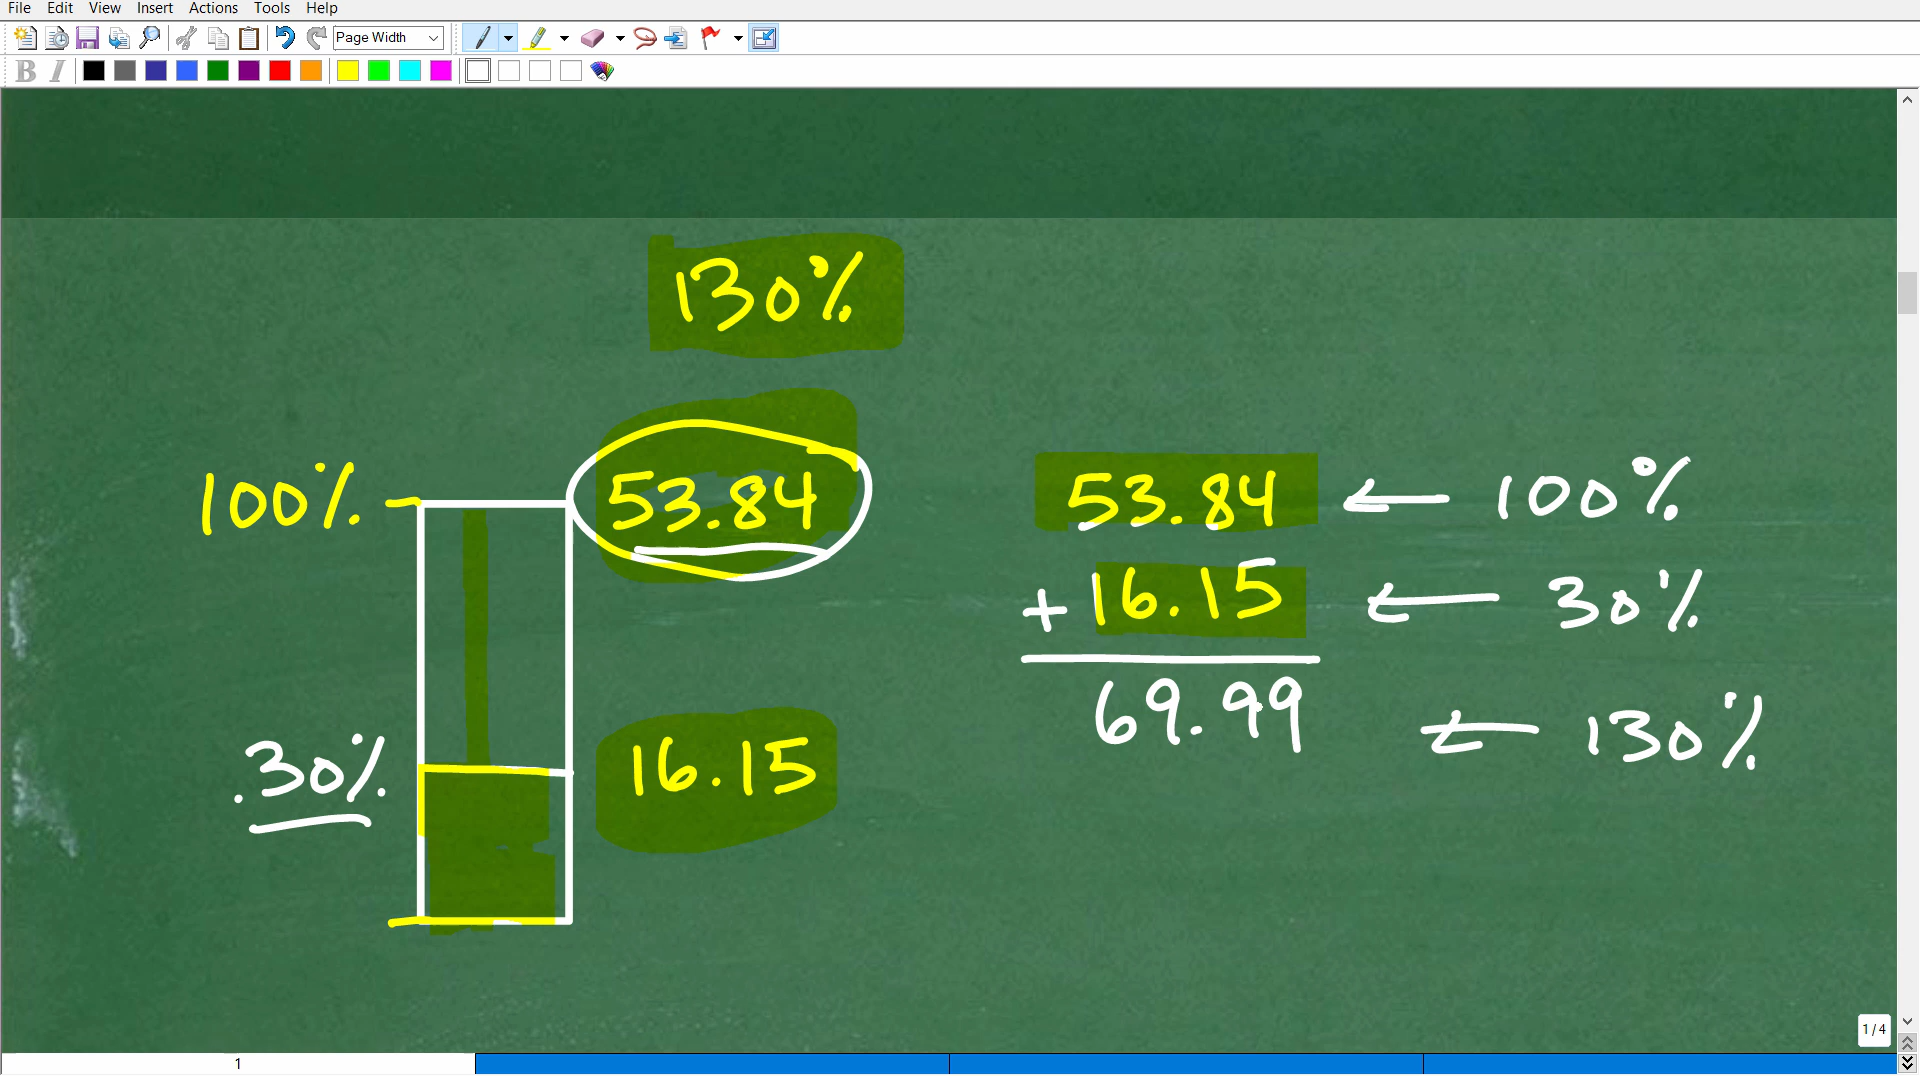 File Edit View Insert Actions Tools Help
Page Width
B I
130%
100% 53.84
53.84 ← 100%
+ 16.15 ← 30%
69.99 ← 130%
.30% 16.15
1 / 4
1